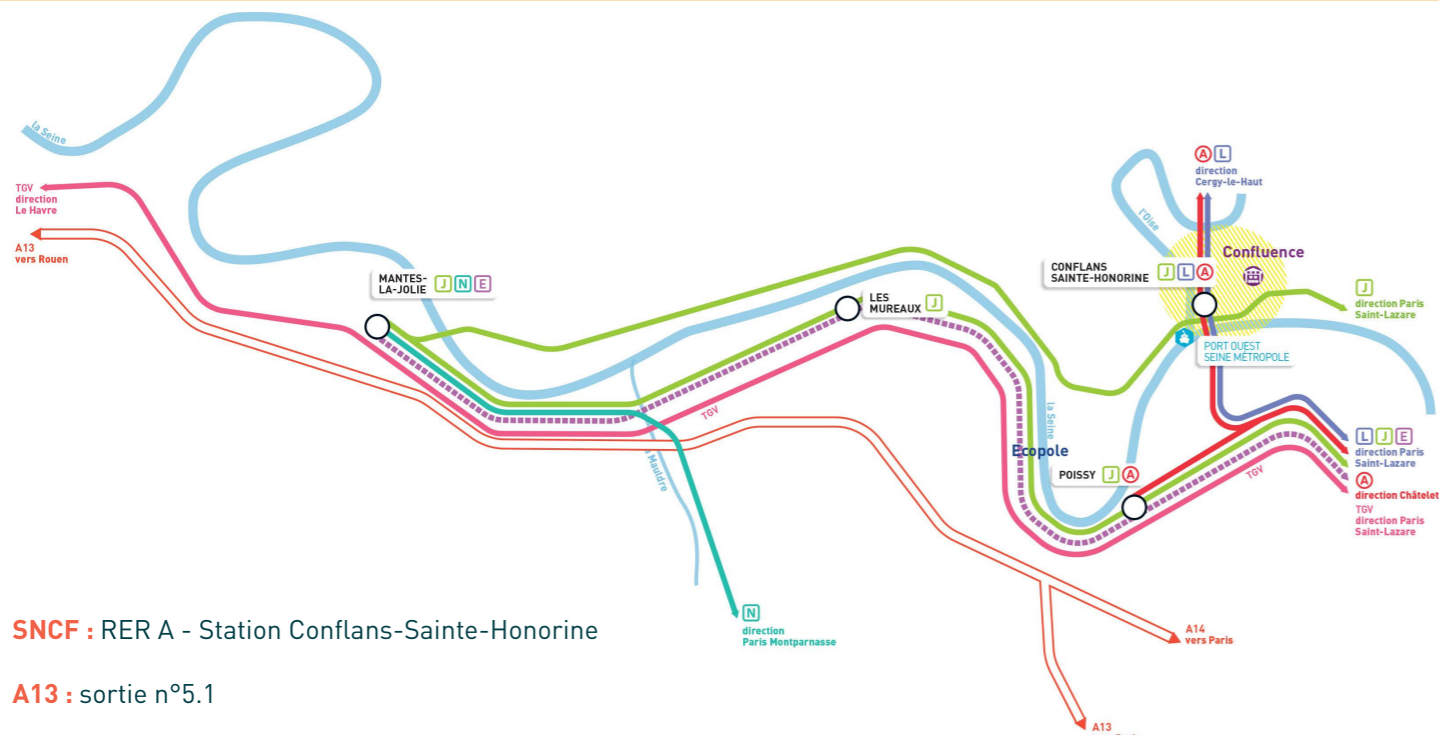 la Seine
TGV
direction
Le Havre
A13
vers Rouen
MANTES-
LA-JOLIE J N E
LES
MUREAUX J
A L
direction
Cergy-le-Haut
l'Oise
Confluence
CONFLANS
SAINTE-HONORINE J L A
J
direction Paris
Saint-Lazare
PORT OUEST
SEINE MÉTROPOLE
TGV
Mauldre
la Seine
Ecopole
POISSY J A
TGV
L J E
direction Paris
Saint-Lazare
A
direction Châtelet
TGV
direction Paris
Saint-Lazare
N
direction
Paris Montparnasse
A14
vers Paris
A13
SNCF : RER A - Station Conflans-Sainte-Honorine
A13 : sortie n°5.1